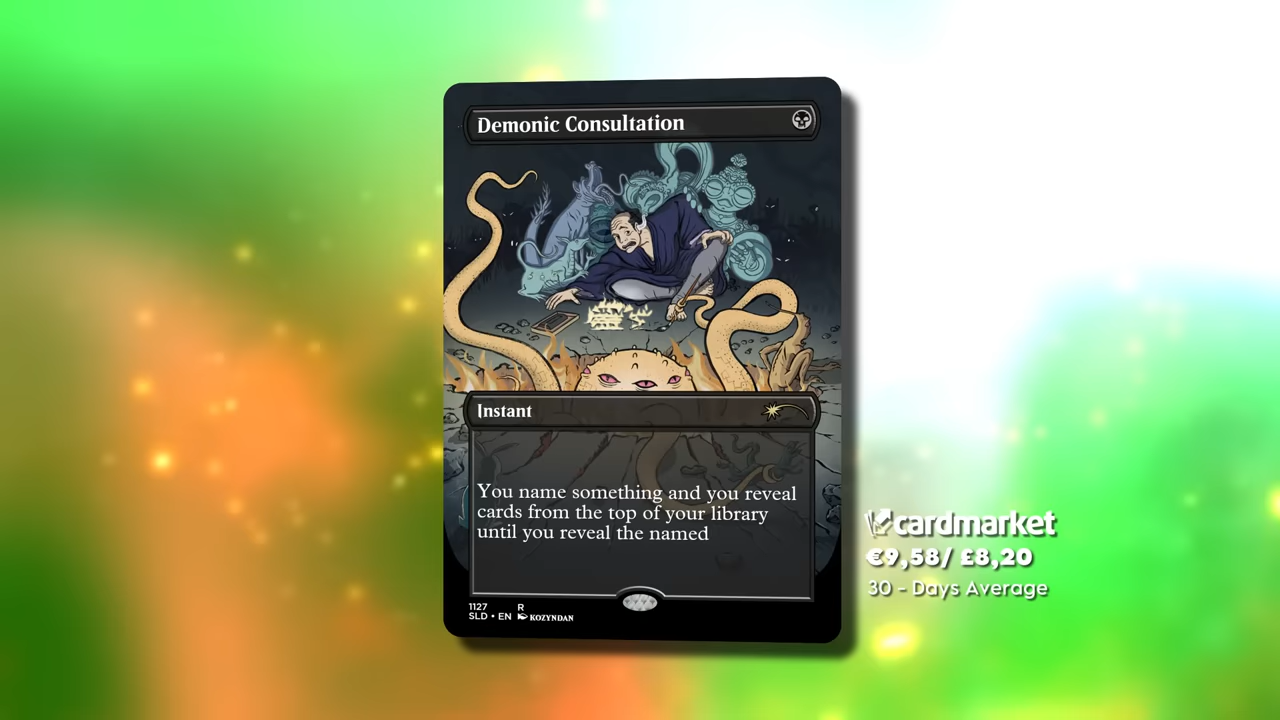 Demonic Consultation
Instant
You name something and you reveal
cards from the top of your library
until you reveal the named
1127 R
SLD • EN KOZYNDAN
cardmarket
€9,58/ £8,20
30 - Days Average